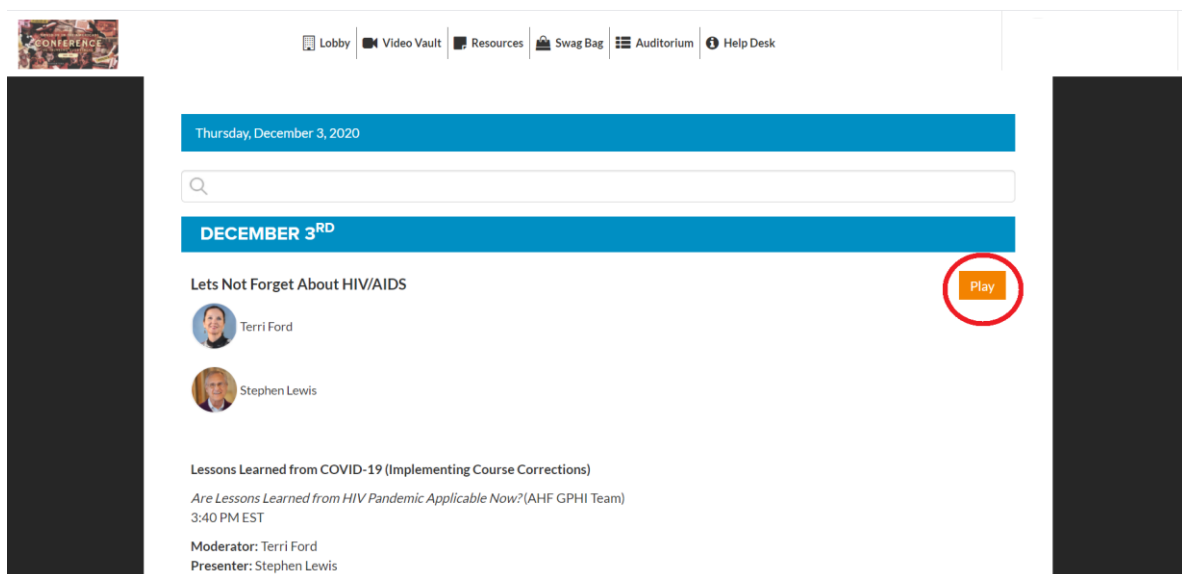 CONFERENCE
Lobby Video Vault Resources Swag Bag Auditorium Help Desk
Thursday, December 3, 2020
DECEMBER 3RD
Lets Not Forget About HIV/AIDS
Play
Terri Ford
Stephen Lewis
Lessons Learned from COVID-19 (Implementing Course Corrections)
Are Lessons Learned from HIV Pandemic Applicable Now? (AHF GPHI Team)
3:40 PM EST
Moderator: Terri Ford
Presenter: Stephen Lewis